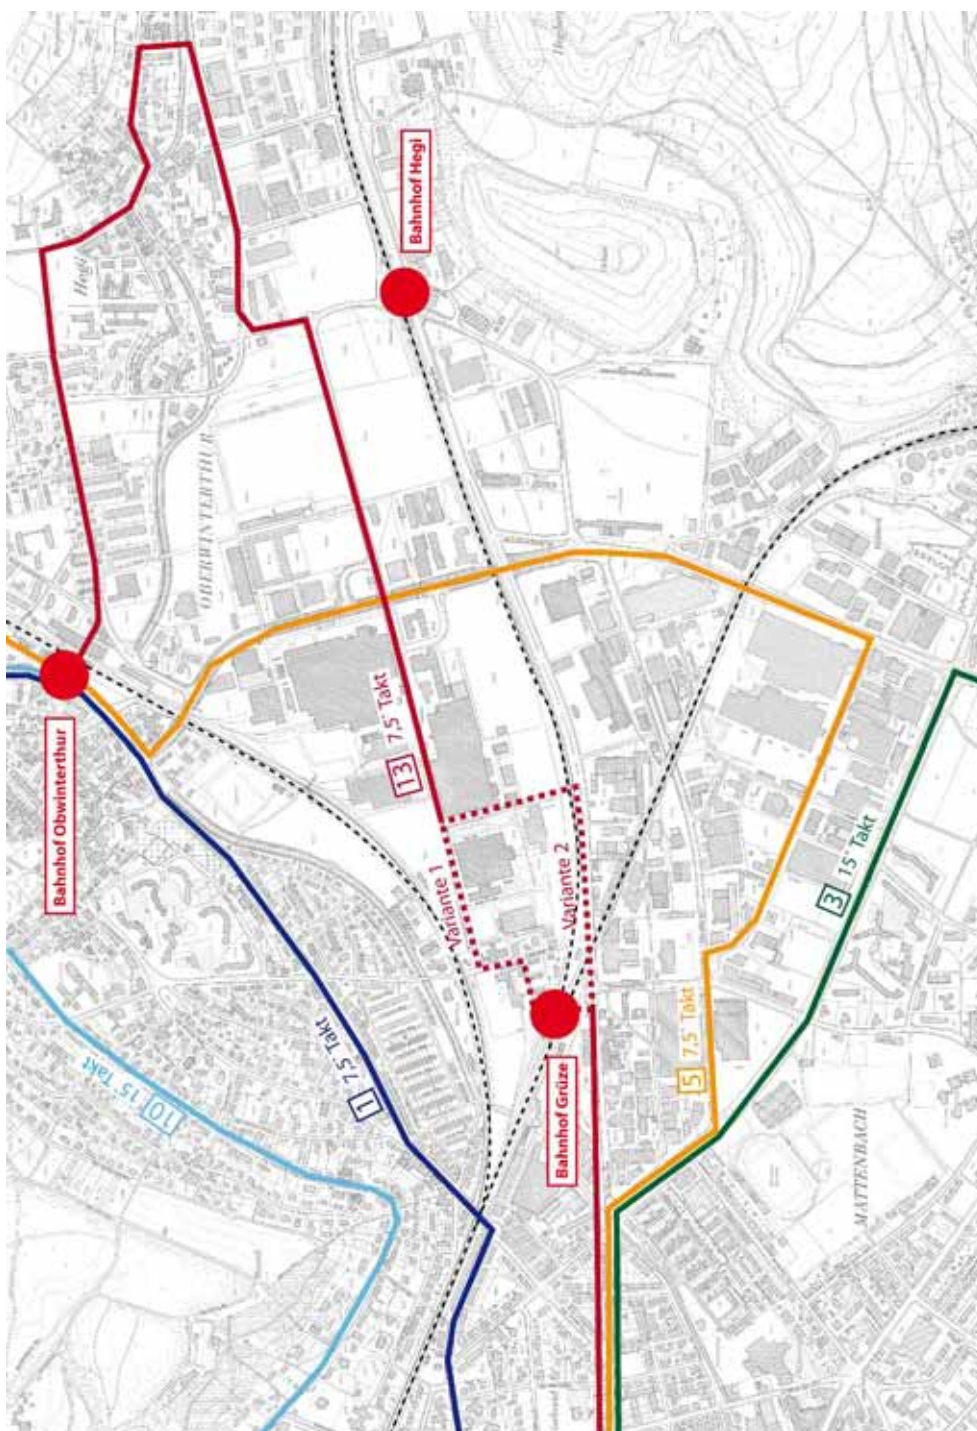 Bahnhof Hegi
Hegi
OBERWINTERTHUR
Bahnhof Obwinterthur
13 7,5' Takt
Variante 1
Variante 2
Bahnhof Grüze
10 15' Takt
1 7,5' Takt
5 7,5' Takt
3 15' Takt
MATTENBACH